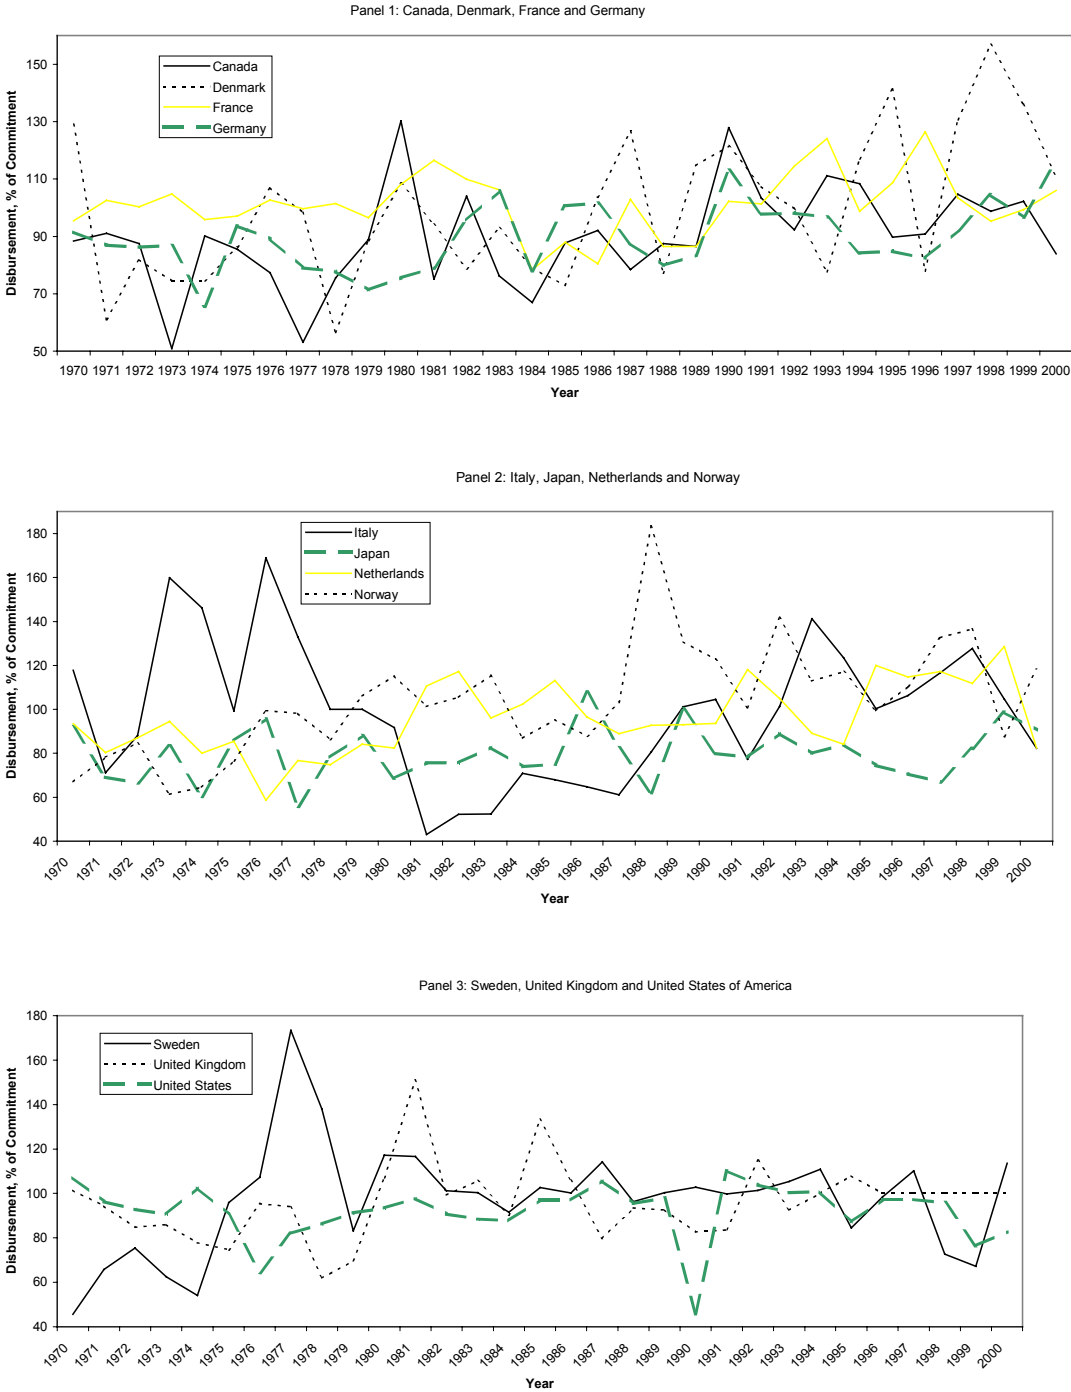 Panel 1: Canada, Denmark, France and Germany
Disbursement, % of Commitment
150
130
110
90
70
50
Canada
Denmark
France
Germany
1970 1971 1972 1973 1974 1975 1976 1977 1978 1979 1980 1981 1982 1983 1984 1985 1986 1987 1988 1989 1990 1991 1992 1993 1994 1995 1996 1997 1998 1999 2000
Year
Panel 2: Italy, Japan, Netherlands and Norway
Disbursement, % of Commitment
180
160
140
120
100
80
60
40
Italy
Japan
Netherlands
Norway
1970 1971 1972 1973 1974 1975 1976 1977 1978 1979 1980 1981 1982 1983 1984 1985 1986 1987 1988 1989 1990 1991 1992 1993 1994 1995 1996 1997 1998 1999 2000
Year
Panel 3: Sweden, United Kingdom and United States of America
Disbursement, % of Commitment
180
160
140
120
100
80
60
40
Sweden
United Kingdom
United States
1970 1971 1972 1973 1974 1975 1976 1977 1978 1979 1980 1981 1982 1983 1984 1985 1986 1987 1988 1989 1990 1991 1992 1993 1994 1995 1996 1997 1998 1999 2000
Year